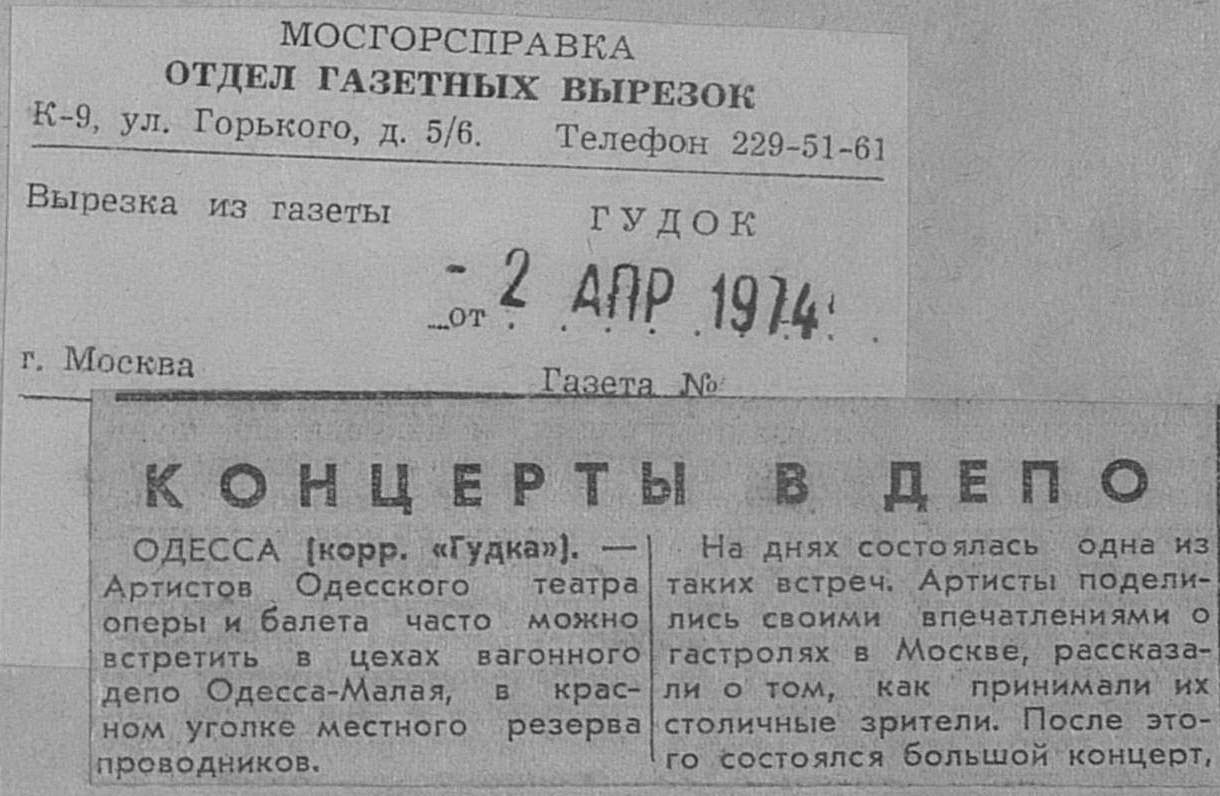 МОСГОРСПРАВКА
ОТДЕЛ ГАЗЕТНЫХ ВЫРЕЗОК
К-9, ул. Горького, д. 5/6. Телефон 229-51-61
Вырезка из газеты
ГУДОК
от - 2 АПР 1974
г. Москва
Газета №
КОНЦЕРТЫ В ДЕПО
ОДЕССА (корр. «Гудка»). —
Артистов Одесского театра
оперы и балета часто можно
встретить в цехах вагонного
депо Одесса-Малая, в крас-
ном уголке местного резерва
проводников.
На днях состоялась одна из
таких встреч. Артисты подели-
лись своими впечатлениями о
гастролях в Москве, рассказа-
ли о том, как принимали их
столичные зрители. После это-
го состоялся большой концерт,